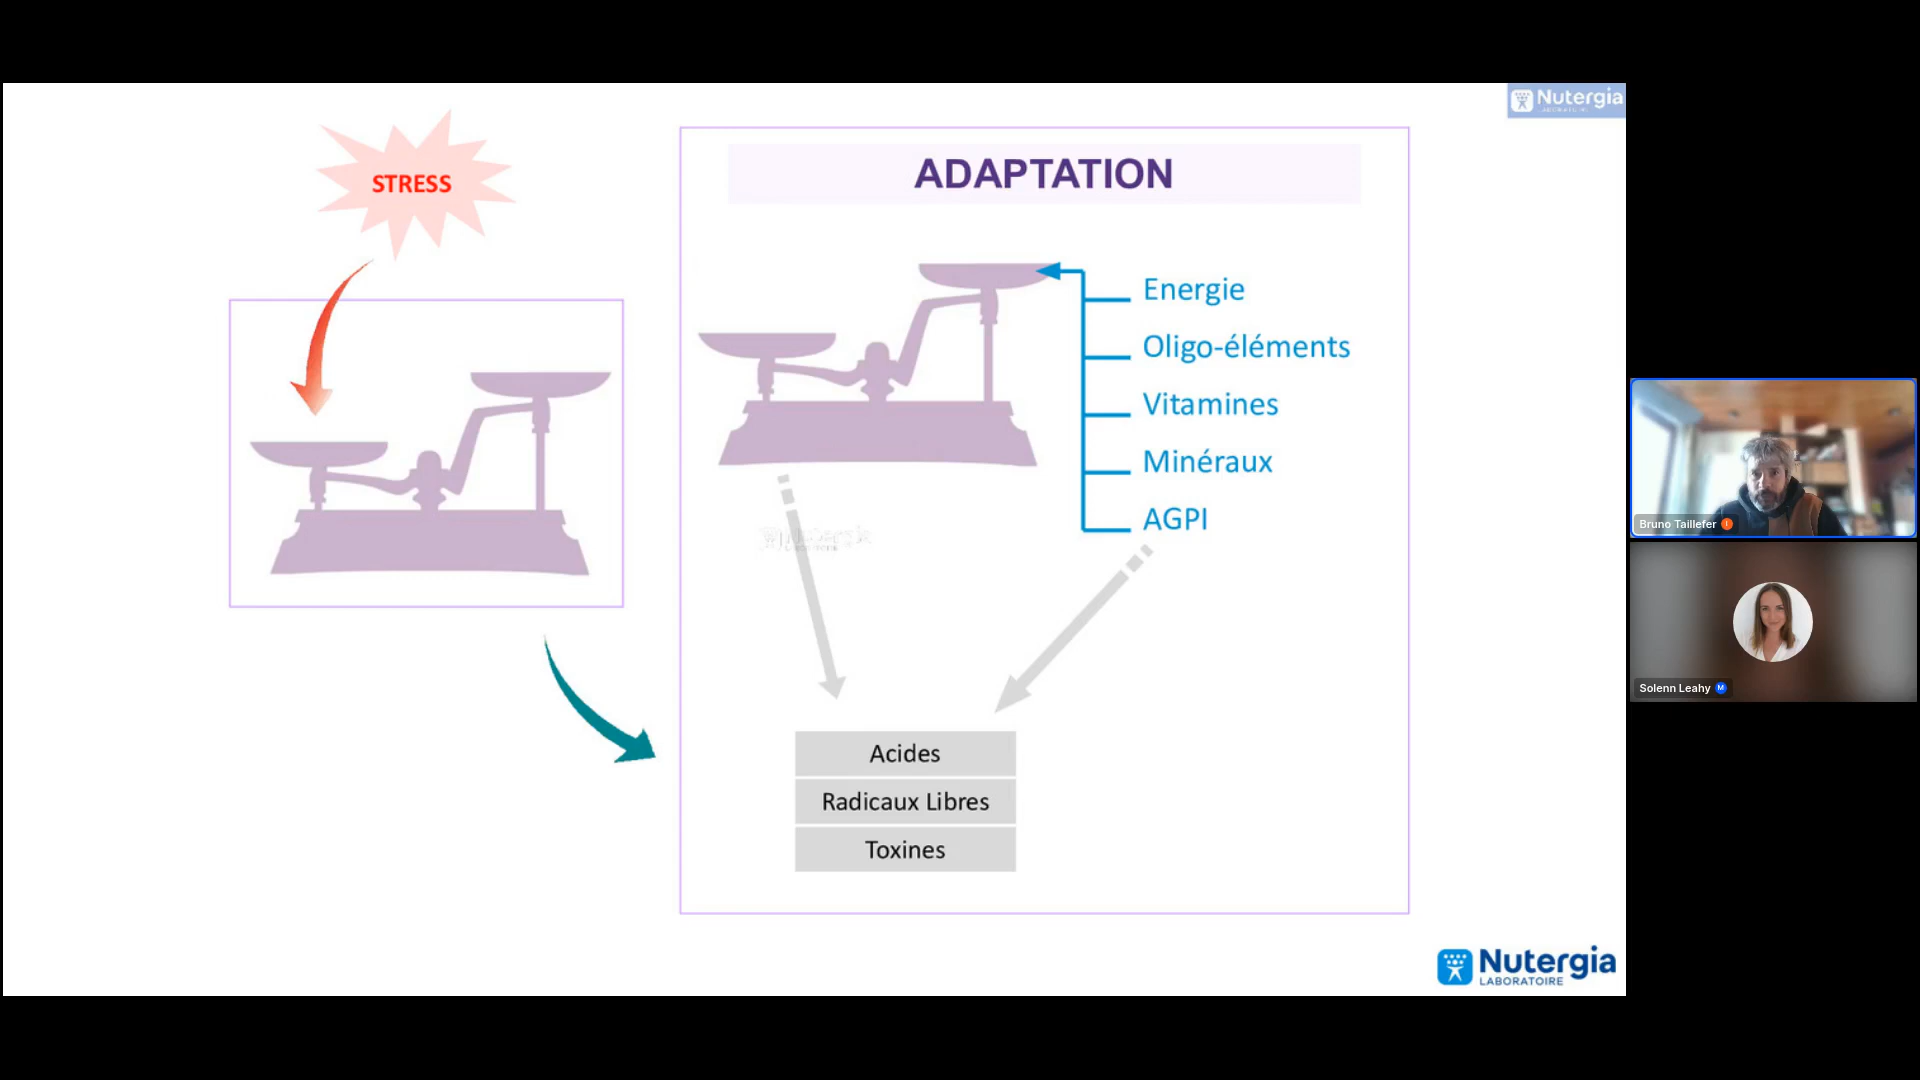 Nutergia
STRESS
ADAPTATION
Energie
Oligo-éléments
Vitamines
Minéraux
AGPI
Acides
Radicaux Libres
Toxines
Nutergia
LABORATOIRE
Bruno Taillefer
Solenn Leahy
M